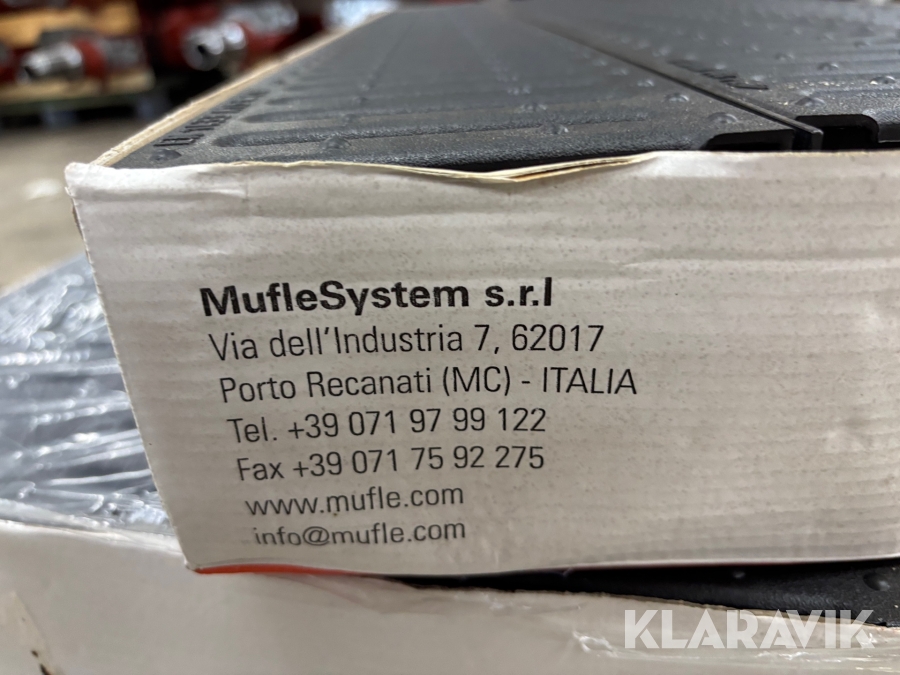 MufleSystem s.r.l
Via dell'Industria 7, 62017
Porto Recanati (MC) - ITALIA
Tel. +39 071 97 99 122
Fax +39 071 75 92 275
www.mufle.com
info@mufle.com
KLARAVIK